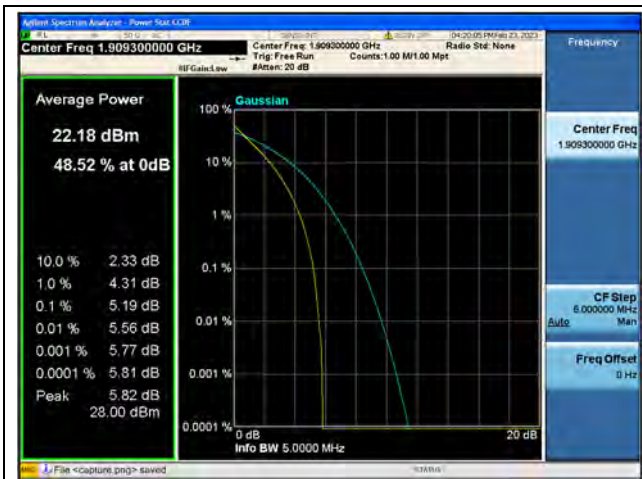 Agilent Spectrum Analyzer - Power Stat CCDF
RL
50 Ω
04:20:05 PM Feb 23, 2023
Center Freq 1.909300000 GHz
Center Freq: 1.909300000 GHz
Radio Std: None
Trig: Free Run
Counts:1.00 M/1.00 Mpt
#IFGain:Low
#Atten: 20 dB
Frequency
Average Power
22.18 dBm
48.52 % at 0dB
10.0 % 2.33 dB
1.0 % 4.31 dB
0.1 % 5.19 dB
0.01 % 5.56 dB
0.001 % 5.77 dB
0.0001 % 5.81 dB
Peak 5.82 dB
28.00 dBm
Gaussian
100 %
10 %
1 %
0.1 %
0.01 %
0.001 %
0.0001 %
0 dB
20 dB
Info BW 5.0000 MHz
Center Freq
1.909300000 GHz
CF Step
6.000000 MHz
Auto Man
Freq Offset
0 Hz
MSG
File <capture.png> saved
STATUS